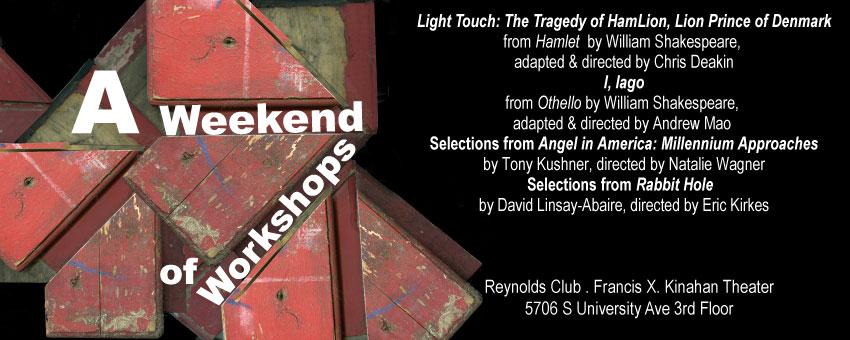 A Weekend
of Workshops
Light Touch: The Tragedy of HamLion, Lion Prince of Denmark
from Hamlet by William Shakespeare,
adapted & directed by Chris Deakin
I, Iago
from Othello by William Shakespeare,
adapted & directed by Andrew Mao
Selections from Angel in America: Millennium Approaches
by Tony Kushner, directed by Natalie Wagner
Selections from Rabbit Hole
by David Linsay-Abaire, directed by Eric Kirkes
Reynolds Club . Francis X. Kinahan Theater
5706 S University Ave 3rd Floor